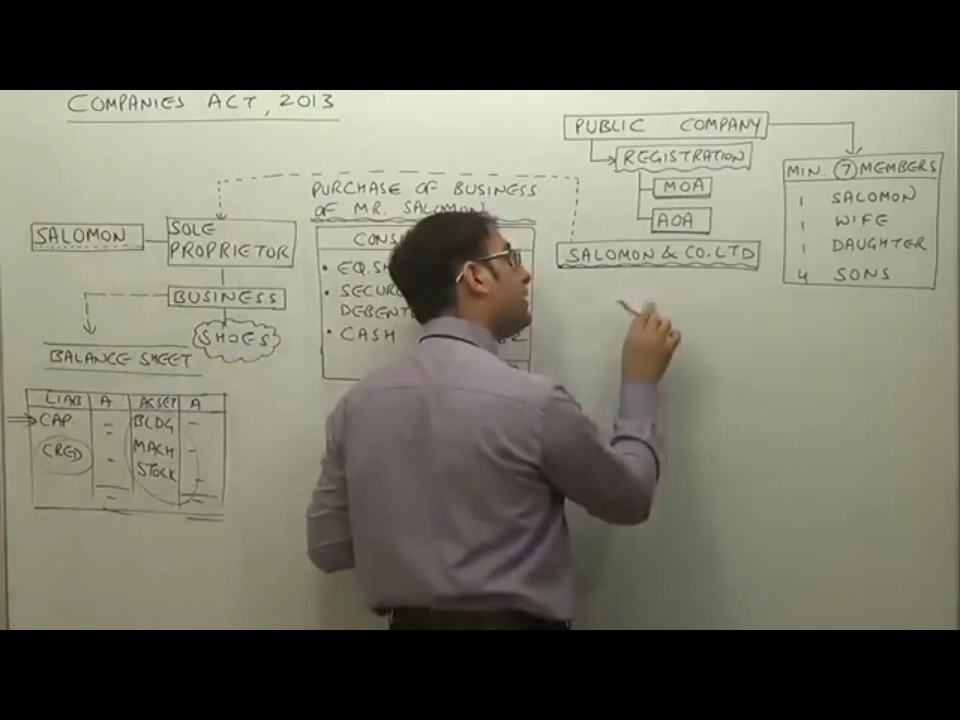 COMPANIES ACT, 2013
PUBLIC COMPANY
REGISTRATION
MOA
AOA
SALOMON & CO. LTD
MIN. 7 MEMBERS
1 SALOMON
1 WIFE
1 DAUGHTER
4 SONS
PURCHASE OF BUSINESS
OF MR. SALOMON
• EQ.SH
• SECUR
DEBENT
• CASH
SALOMON
SOLE
PROPRIETOR
BUSINESS
SHOES
BALANCE SHEET
LIAB A ASSET A
CAP. BLDG
CRED MACH
STOCK